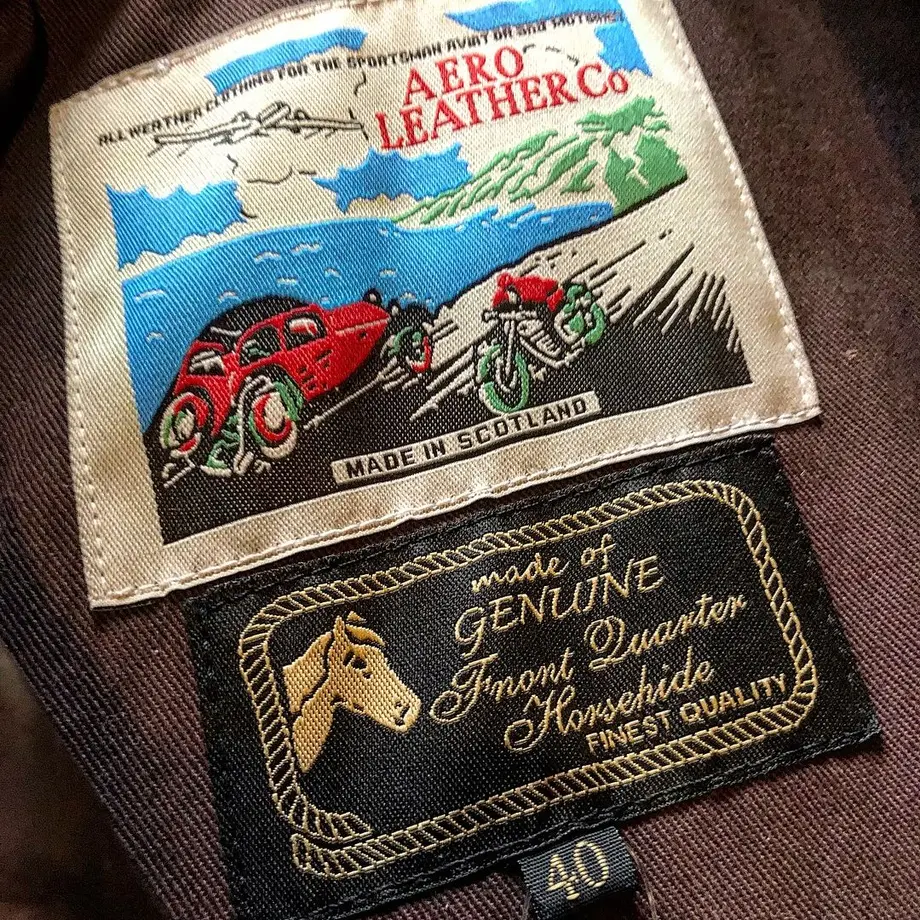 ALL WEATHER CLOTHING FOR THE SPORTSMAN AVIATOR AND MOTORIST
AERO
LEATHER Co
MADE IN SCOTLAND
made of
GENUINE
Front Quarter
Horsehide
FINEST QUALITY
40